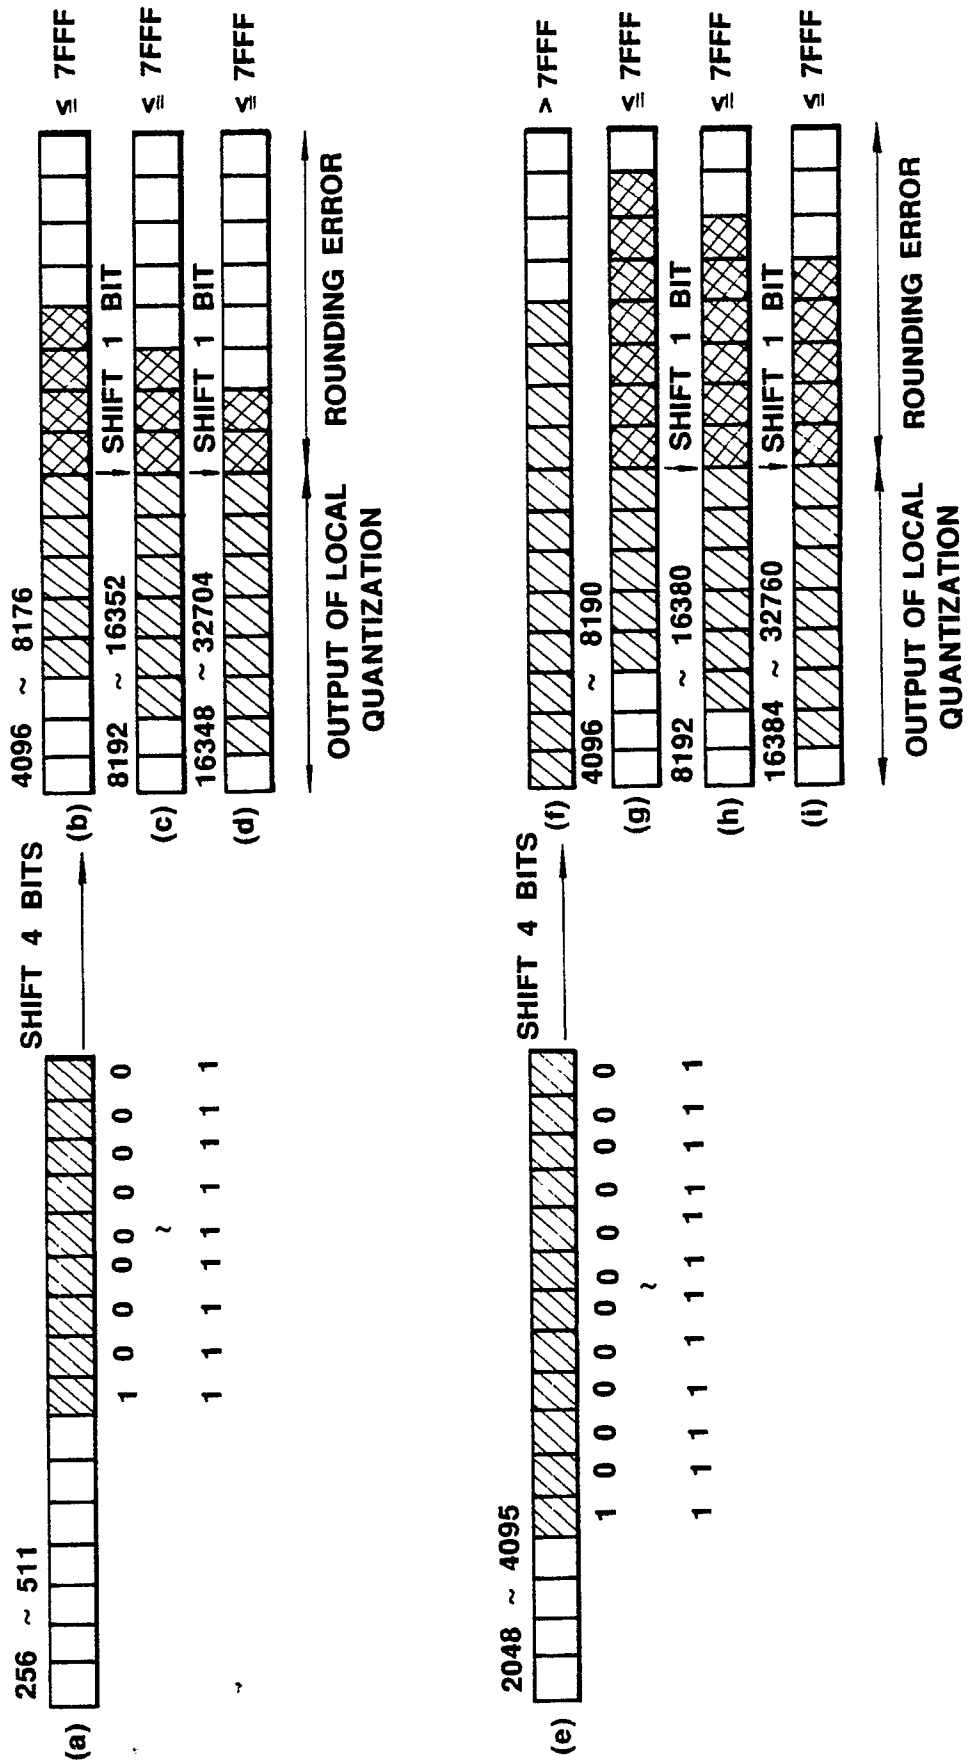 256 ~ 511
SHIFT 4 BITS
4096 ~ 8176
(a)
(b)
≦ 7FFF
1 0 0 0 0 0 0 0 0
~
1 1 1 1 1 1 1 1 1
8192 ~ 16352
SHIFT 1 BIT
(c)
≦ 7FFF
16348 ~ 32704
SHIFT 1 BIT
(d)
≦ 7FFF
OUTPUT OF LOCAL
QUANTIZATION
ROUNDING ERROR
2048 ~ 4095
SHIFT 4 BITS
(e)
(f)
> 7FFF
1 0 0 0 0 0 0 0 0 0 0 0
~
1 1 1 1 1 1 1 1 1 1 1 1
4096 ~ 8190
(g)
≦ 7FFF
8192 ~ 16380
SHIFT 1 BIT
(h)
≦ 7FFF
16384 ~ 32760
SHIFT 1 BIT
(i)
≦ 7FFF
OUTPUT OF LOCAL
QUANTIZATION
ROUNDING ERROR